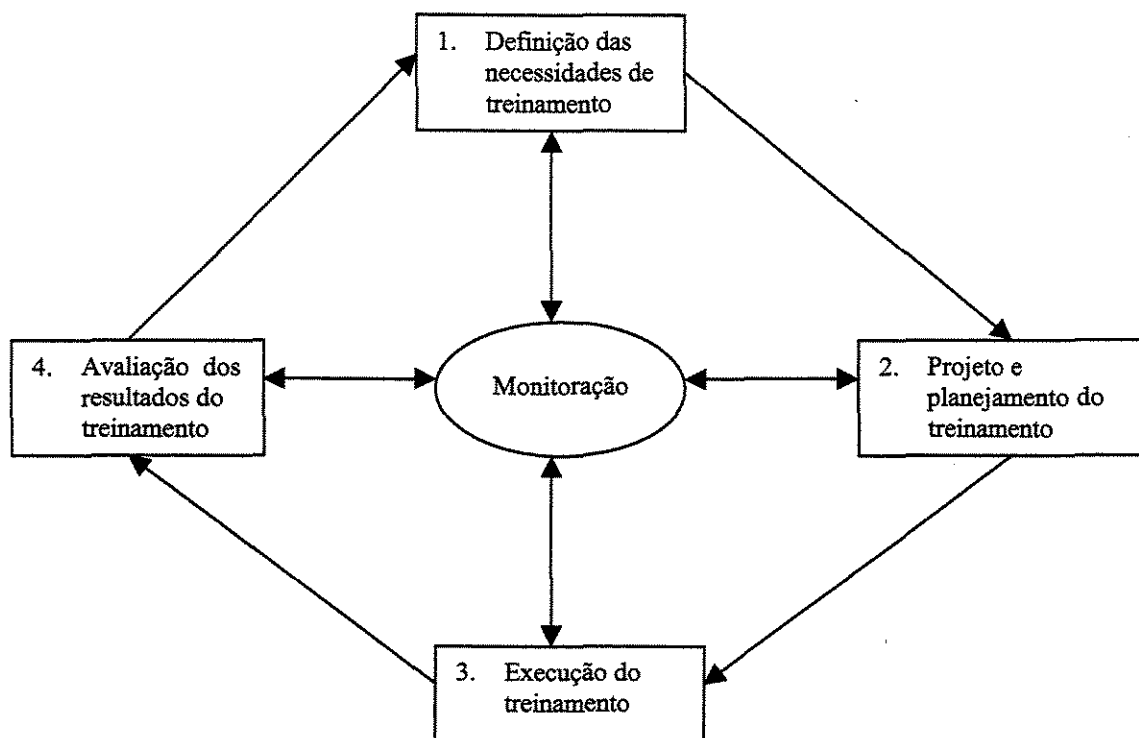 1. Definição das
necessidades de
treinamento
4. Avaliação dos
resultados do
treinamento
Monitoração
2. Projeto e
planejamento do
treinamento
3. Execução do
treinamento